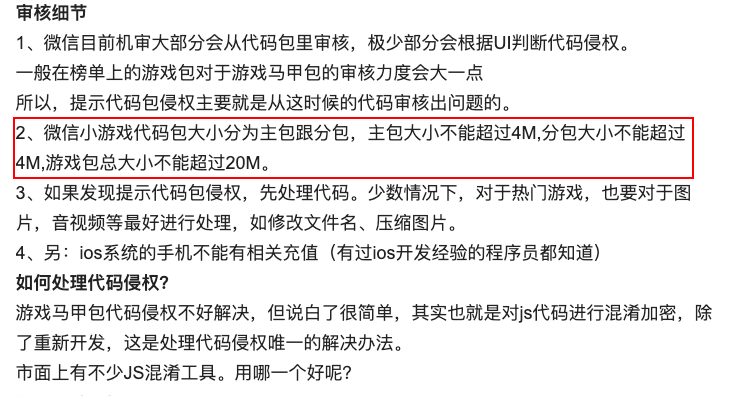 审核细节
1、微信目前机审大部分会从代码包里审核，极少部分会根据UI判断代码侵权。
一般在榜单上的游戏包对于游戏马甲包的审核力度会大一点
所以，提示代码包侵权主要就是从这时候的代码审核出问题的。
2、微信小游戏代码包大小分为主包跟分包，主包大小不能超过4M,分包大小不能超过
4M,游戏包总大小不能超过20M。
3、如果发现提示代码包侵权，先处理代码。少数情况下，对于热门游戏，也要对于图
片，音视频等最好进行处理，如修改文件名、压缩图片。
4、另：ios系统的手机不能有相关充值（有过ios开发经验的程序员都知道）
如何处理代码侵权?
游戏马甲包代码侵权不好解决，但说白了很简单，其实也就是对js代码进行混淆加密，除
了重新开发，这是处理代码侵权唯一的解决办法。
市面上有不少JS混淆工具。用哪一个好呢?